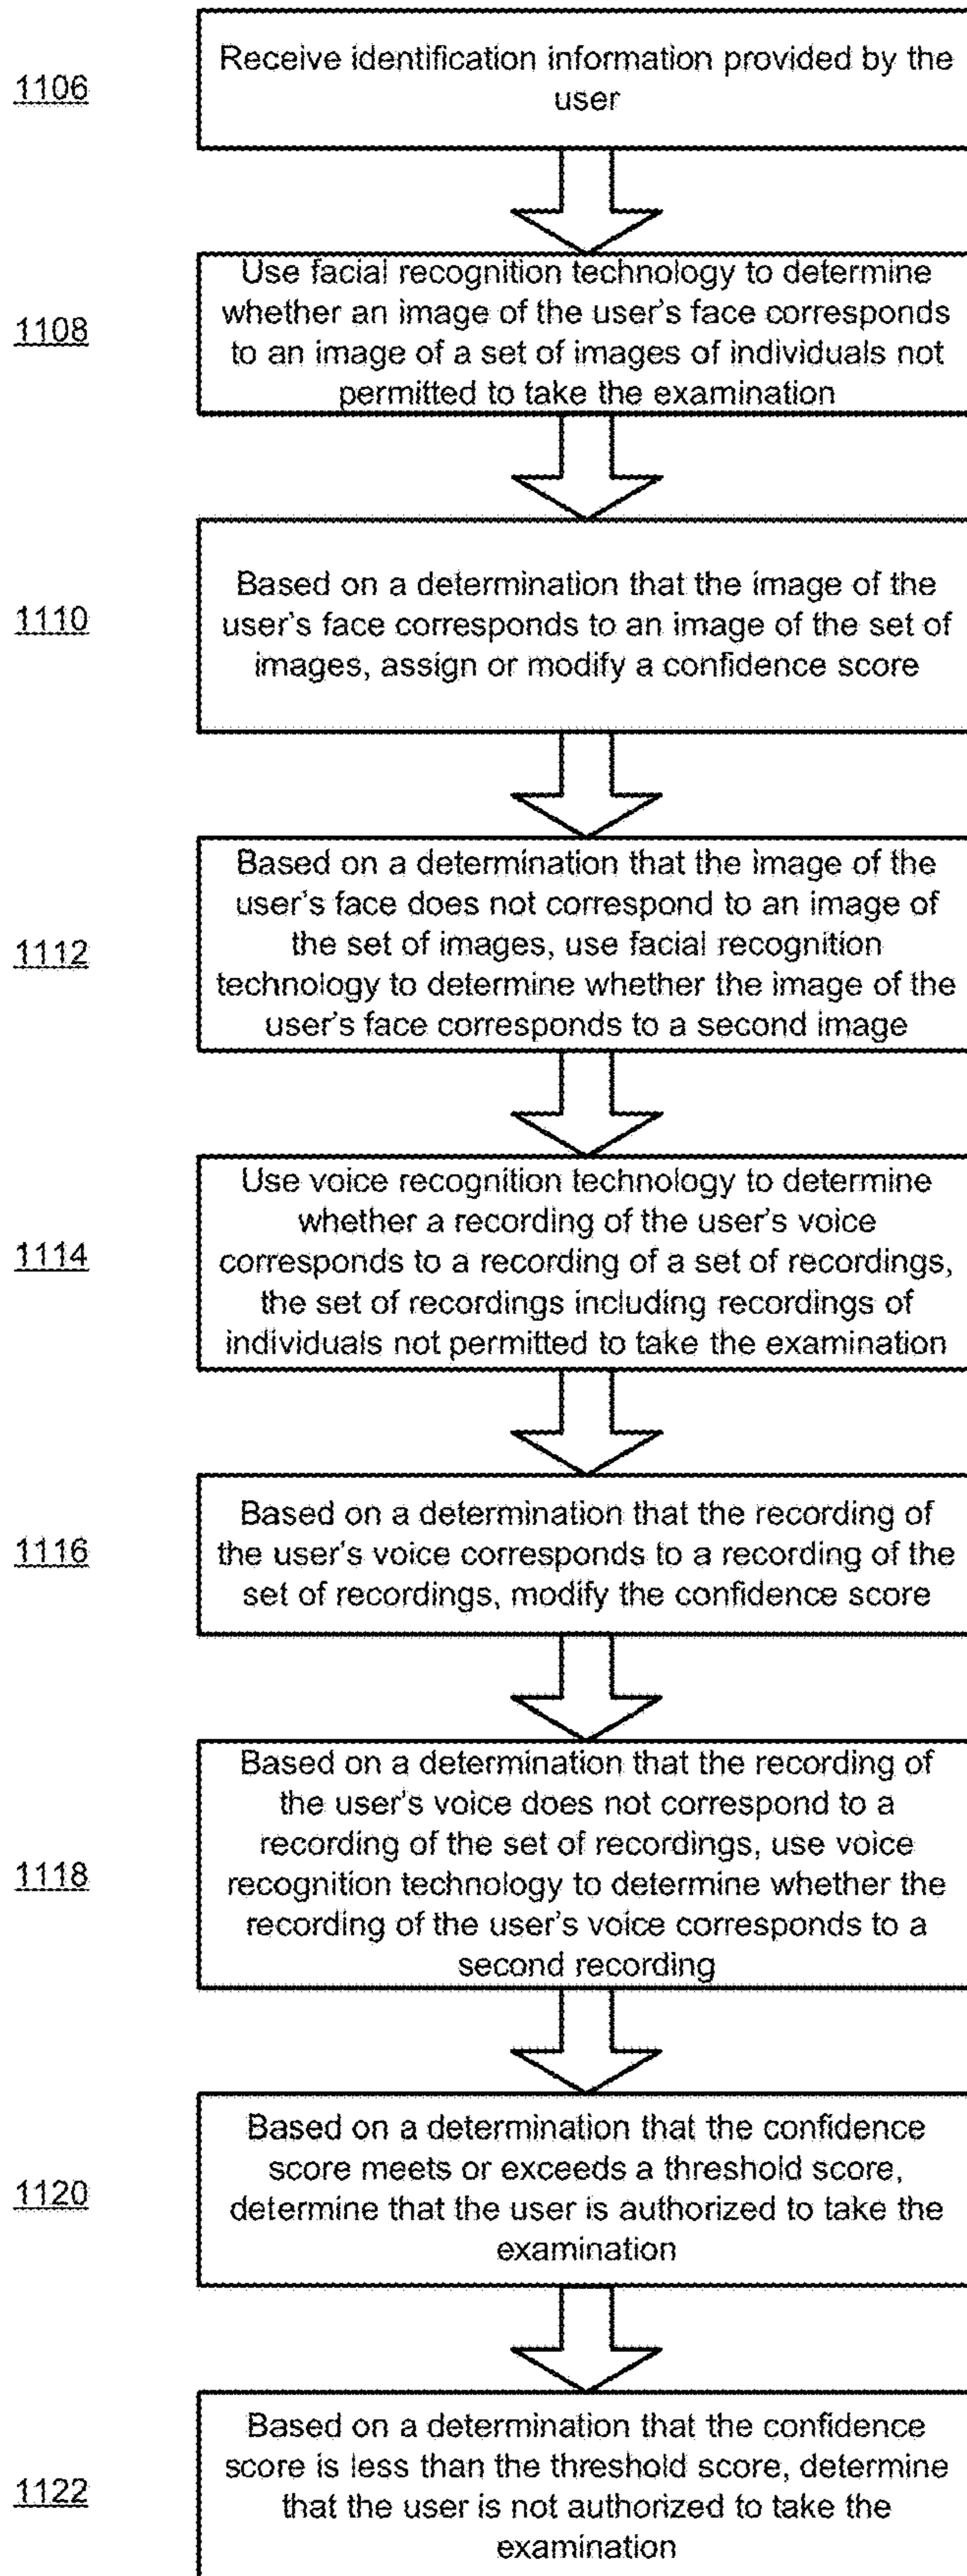 1106
Receive identification information provided by the
user
1108
Use facial recognition technology to determine
whether an image of the user's face corresponds
to an image of a set of images of individuals not
permitted to take the examination
1110
Based on a determination that the image of the
user's face corresponds to an image of the set of
images, assign or modify a confidence score
1112
Based on a determination that the image of the
user's face does not correspond to an image of
the set of images, use facial recognition
technology to determine whether the image of the
user's face corresponds to a second image
1114
Use voice recognition technology to determine
whether a recording of the user's voice
corresponds to a recording of a set of recordings,
the set of recordings including recordings of
individuals not permitted to take the examination
1116
Based on a determination that the recording of
the user's voice corresponds to a recording of the
set of recordings, modify the confidence score
1118
Based on a determination that the recording of
the user's voice does not correspond to a
recording of the set of recordings, use voice
recognition technology to determine whether the
recording of the user's voice corresponds to a
second recording
1120
Based on a determination that the confidence
score meets or exceeds a threshold score,
determine that the user is authorized to take the
examination
1122
Based on a determination that the confidence
score is less than the threshold score, determine
that the user is not authorized to take the
examination